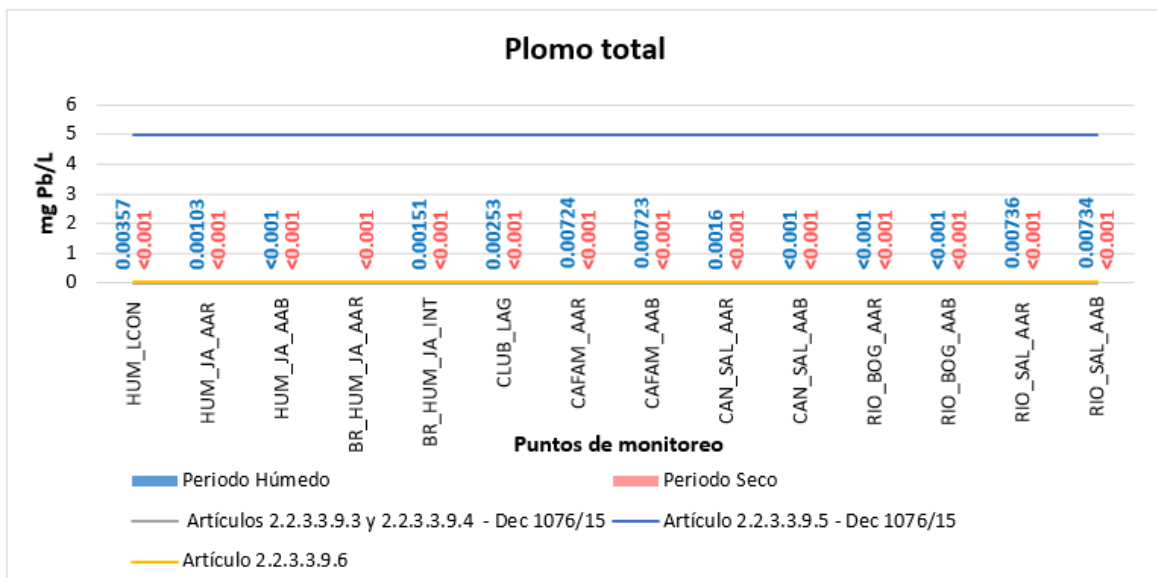 Plomo total
mg Pb/L
6
5
4
3
2
1
0
0.00357
<0.001
0.00103
<0.001
<0.001
<0.001
<0.001
0.00151
<0.001
0.00253
<0.001
0.00724
<0.001
0.00723
<0.001
0.0016
<0.001
<0.001
<0.001
<0.001
<0.001
<0.001
<0.001
0.00736
<0.001
0.00734
<0.001
HUM_LCON
HUM_JA_AAR
HUM_JA_AAB
BR_HUM_JA_AAR
BR_HUM_JA_INT
CLUB_LAG
CAFAM_AAR
CAFAM_AAB
CAN_SAL_AAR
CAN_SAL_AAB
RIO_BOG_AAR
RIO_BOG_AAB
RIO_SAL_AAR
RIO_SAL_AAB
Puntos de monitoreo
Periodo Húmedo
Periodo Seco
Artículos 2.2.3.3.9.3 y 2.2.3.3.9.4 - Dec 1076/15
Artículo 2.2.3.3.9.5 - Dec 1076/15
Artículo 2.2.3.3.9.6